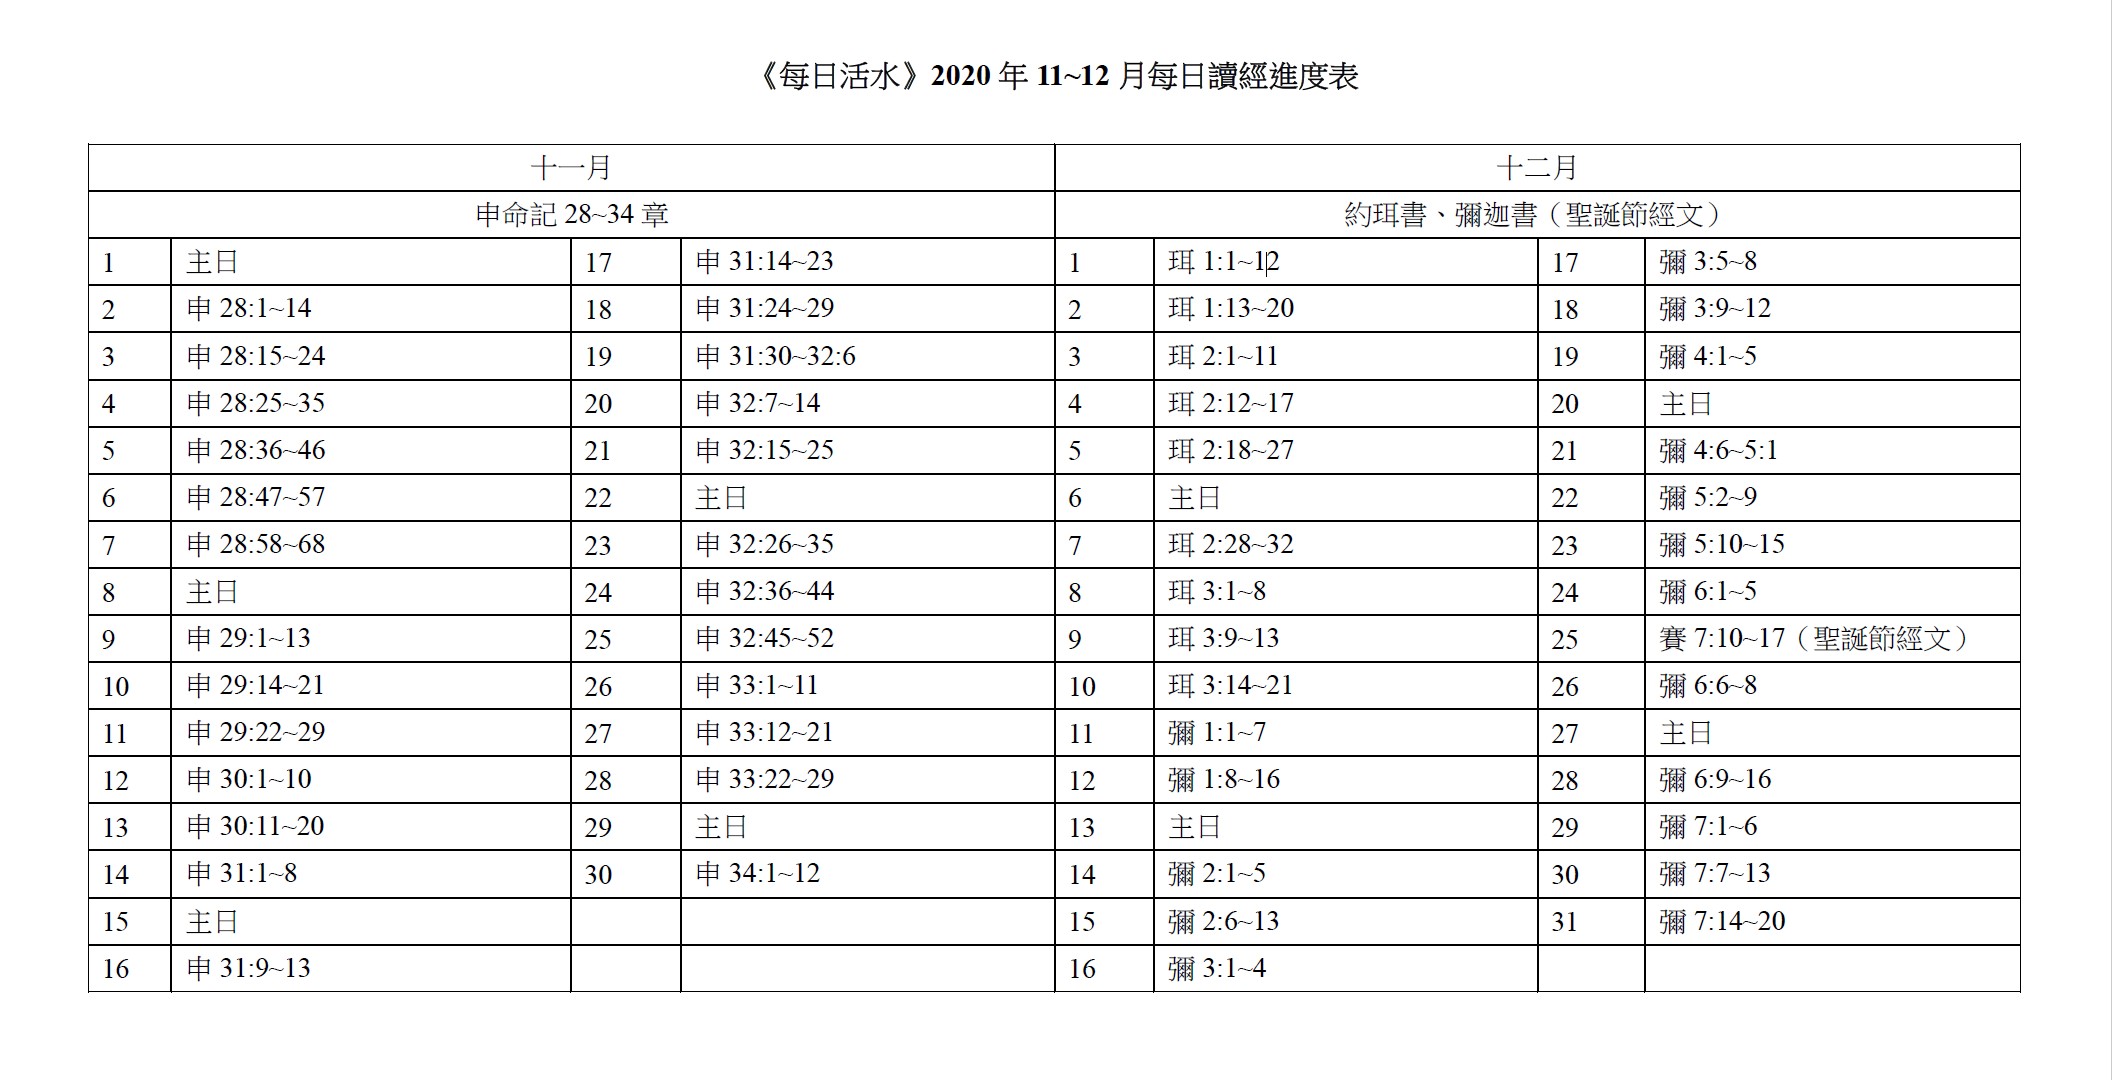 《每日活水》2020 年 11~12 月每日讀經進度表
十一月 十二月
申命記 28~34 章 約珥書、彌迦書（聖誕節經文）
1 主日 17 申 31:14~23 1 珥 1:1~12 17 彌 3:5~8
2 申 28:1~14 18 申 31:24~29 2 珥 1:13~20 18 彌 3:9~12
3 申 28:15~24 19 申 31:30~32:6 3 珥 2:1~11 19 彌 4:1~5
4 申 28:25~35 20 申 32:7~14 4 珥 2:12~17 20 主日
5 申 28:36~46 21 申 32:15~25 5 珥 2:18~27 21 彌 4:6~5:1
6 申 28:47~57 22 主日 6 主日 22 彌 5:2~9
7 申 28:58~68 23 申 32:26~35 7 珥 2:28~32 23 彌 5:10~15
8 主日 24 申 32:36~44 8 珥 3:1~8 24 彌 6:1~5
9 申 29:1~13 25 申 32:45~52 9 珥 3:9~13 25 賽 7:10~17（聖誕節經文）
10 申 29:14~21 26 申 33:1~11 10 珥 3:14~21 26 彌 6:6~8
11 申 29:22~29 27 申 33:12~21 11 彌 1:1~7 27 主日
12 申 30:1~10 28 申 33:22~29 12 彌 1:8~16 28 彌 6:9~16
13 申 30:11~20 29 主日 13 主日 29 彌 7:1~6
14 申 31:1~8 30 申 34:1~12 14 彌 2:1~5 30 彌 7:7~13
15 主日 15 彌 2:6~13 31 彌 7:14~20
16 申 31:9~13 16 彌 3:1~4